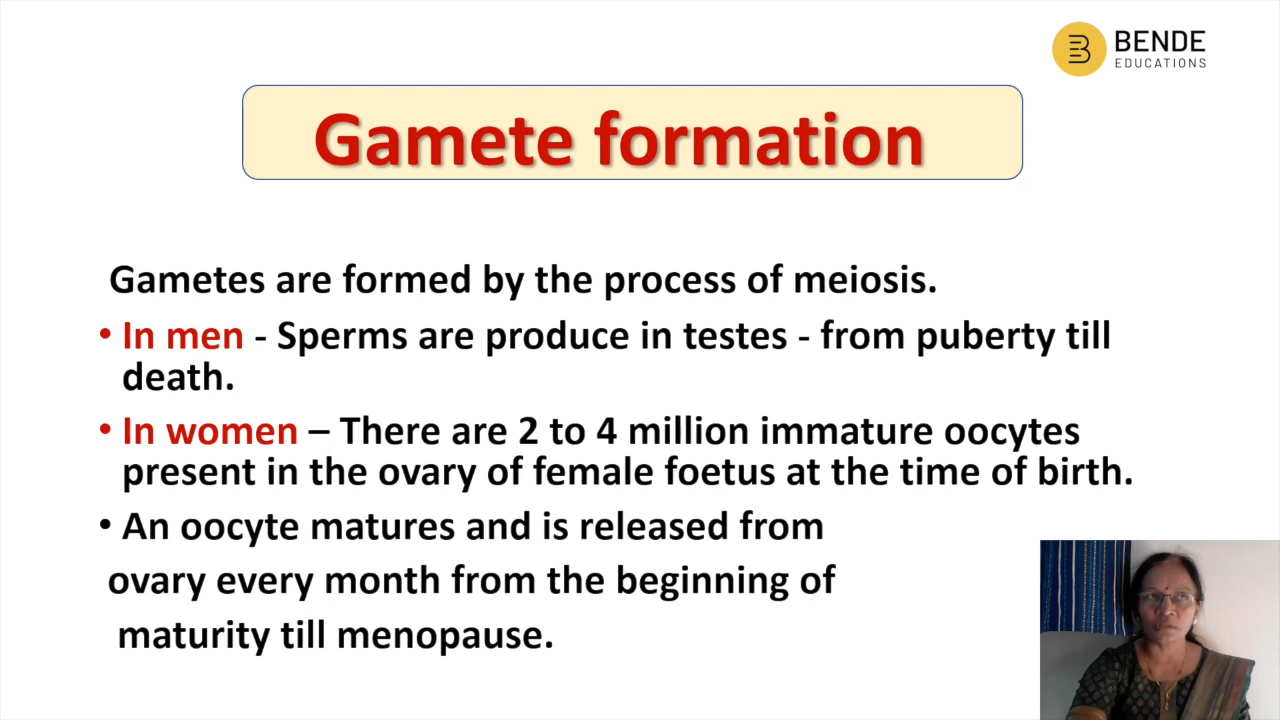 BENDE
EDUCATIONS
Gamete formation
Gametes are formed by the process of meiosis.
• In men - Sperms are produce in testes - from puberty till
death.
• In women – There are 2 to 4 million immature oocytes
present in the ovary of female foetus at the time of birth.
• An oocyte matures and is released from
ovary every month from the beginning of
maturity till menopause.